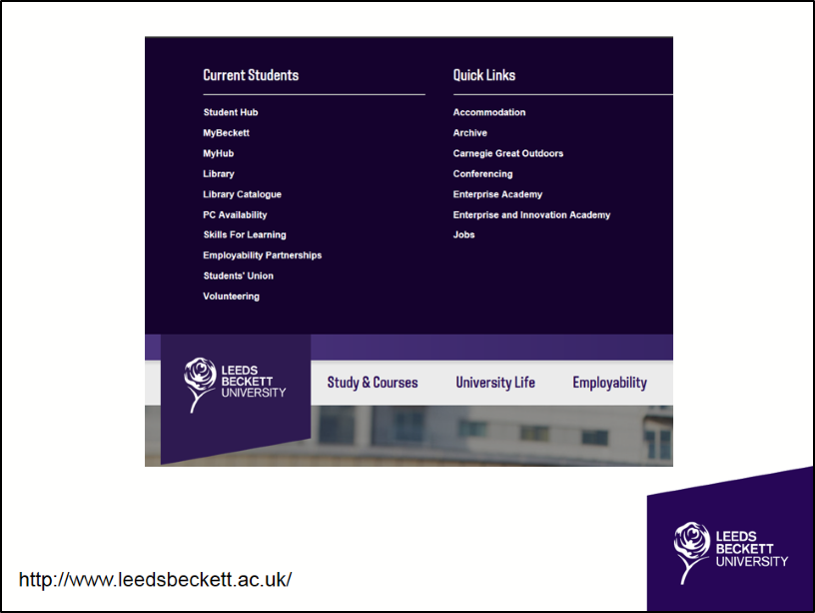 Current Students
Student Hub
MyBeckett
MyHub
Library
Library Catalogue
PC Availability
Skills For Learning
Employability Partnerships
Students' Union
Volunteering
Quick Links
Accommodation
Archive
Carnegie Great Outdoors
Conferencing
Enterprise Academy
Enterprise and Innovation Academy
Jobs
LEEDS
BECKETT
UNIVERSITY
Study & Courses
University Life
Employability
LEEDS
BECKETT
UNIVERSITY
http://www.leedsbeckett.ac.uk/